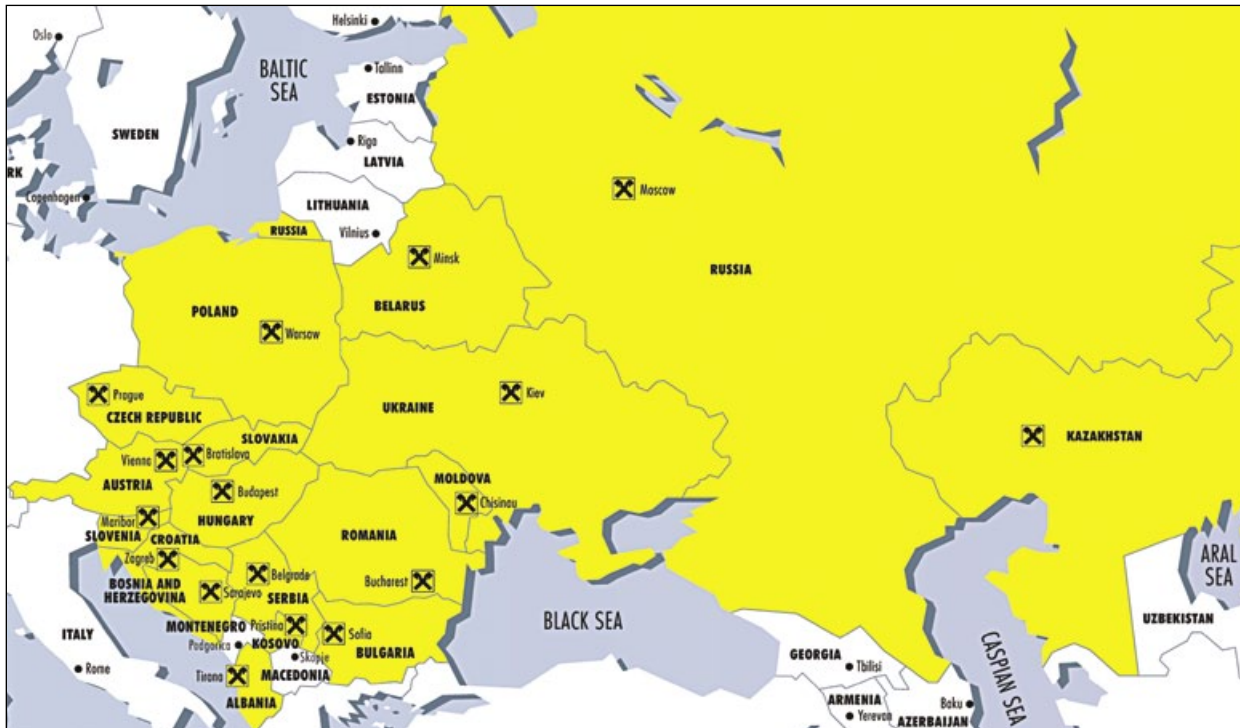 Helsinki
Oslo
BALTIC
SEA
Tallinn
ESTONIA
SWEDEN
Riga
LATVIA
RK
Copenhagen
Moscow
LITHUANIA
RUSSIA
Vilnius
Minsk
RUSSIA
BELARUS
POLAND
Warsaw
Prague
Kiev
CZECH REPUBLIC
UKRAINE
SLOVAKIA
KAZAKHSTAN
Bratislava
Vienna
MOLDOVA
AUSTRIA
Budapest
Chisinau
Maribor
HUNGARY
SLOVENIA
CROATIA
ROMANIA
Zagreb
ARAL
SEA
Belgrade
BOSNIA AND
HERZEGOVINA
Bucharest
Sarajevo
SERBIA
BLACK SEA
UZBEKISTAN
MONTENEGRO
Pristina
Sofia
ITALY
Podgorica
KOSOVO
BULGARIA
GEORGIA
CASPIAN SEA
Skopje
Rome
MACEDONIA
Tbilisi
Tirana
ALBANIA
ARMENIA
Baku
Yerevan
AZERBAIJAN